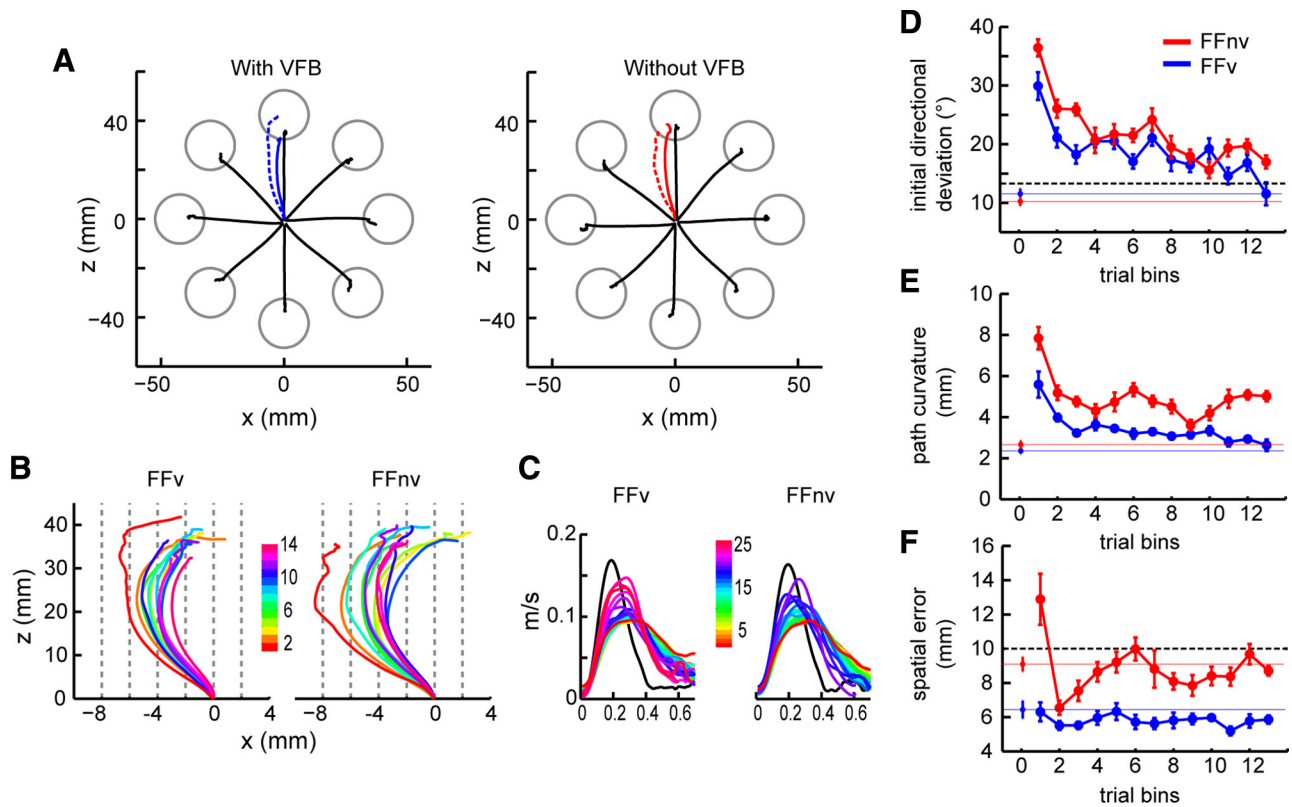 A
With VFB
Without VFB
z (mm)
40
0
−40
−50
0
50
x (mm)
z (mm)
40
0
−40
−50
0
50
x (mm)
B
FFv
FFnv
z (mm)
40
30
20
10
0
14
10
6
2
−8
−4
0
4
−8
−4
0
4
x (mm)
C
FFv
FFnv
m/s
0.2
0.1
0
25
15
5
0
0.2
0.4
0.6
0
0.2
0.4
0.6
D
FFnv
FFv
initial directional
deviation (°)
40
30
20
10
0 2 4 6 8 10 12
trial bins
E
path curvature
(mm)
10
8
6
4
2
0
0 2 4 6 8 10 12
trial bins
F
spatial error
(mm)
16
14
12
10
8
6
4
0 2 4 6 8 10 12
trial bins